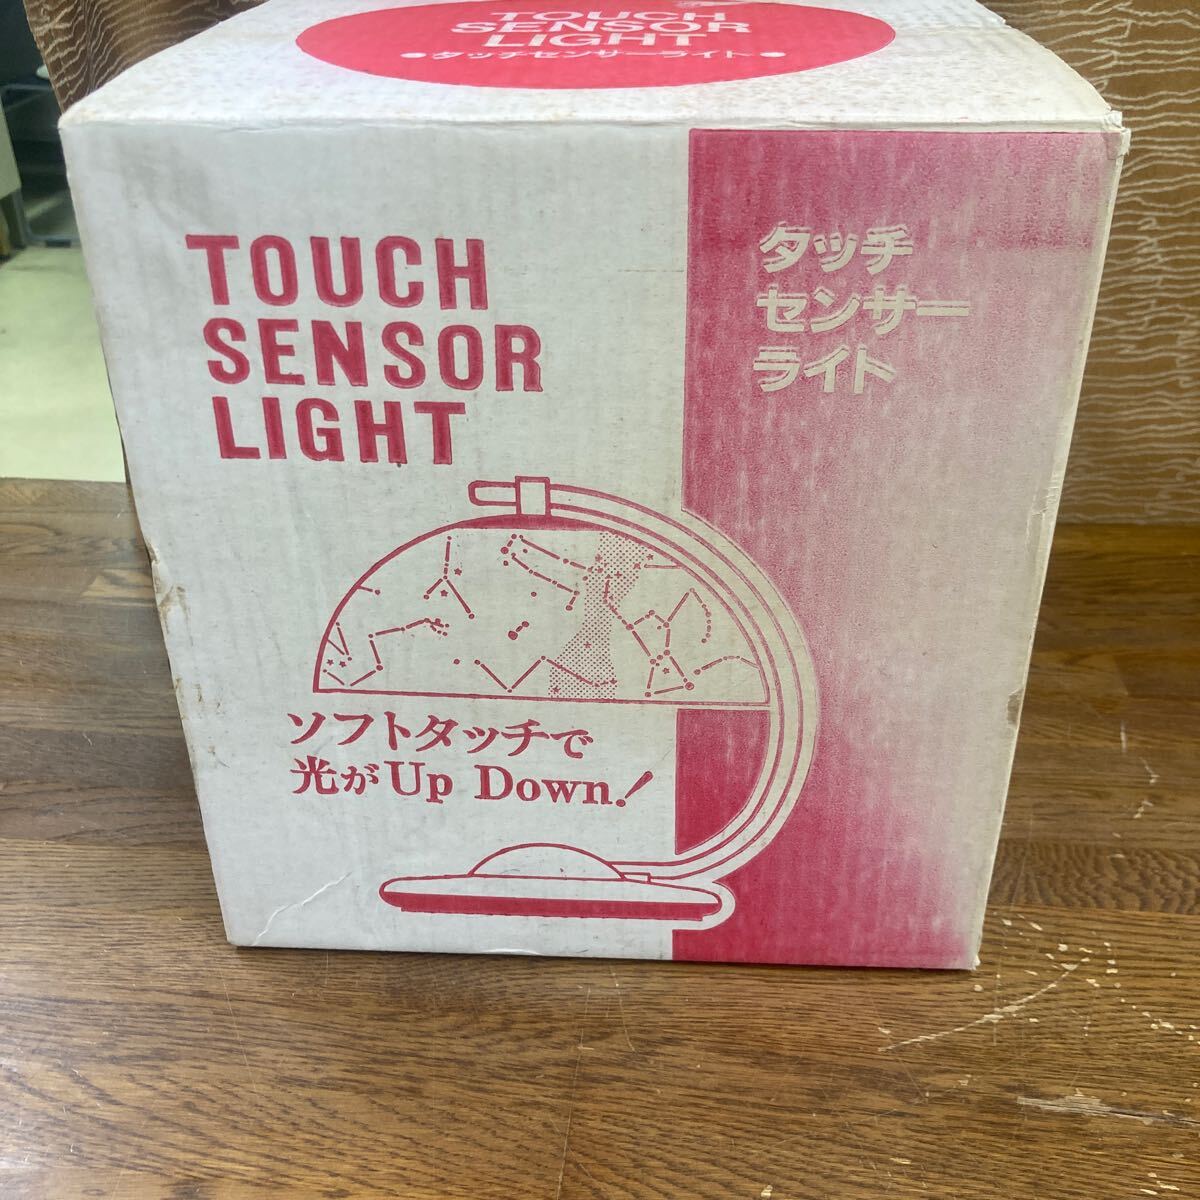 TOUCH
SENSOR
LIGHT
●タッチセンサーライト●
TOUCH
SENSOR
LIGHT
タッチ
センサー
ライト
ソフトタッチで
光がUp Down!